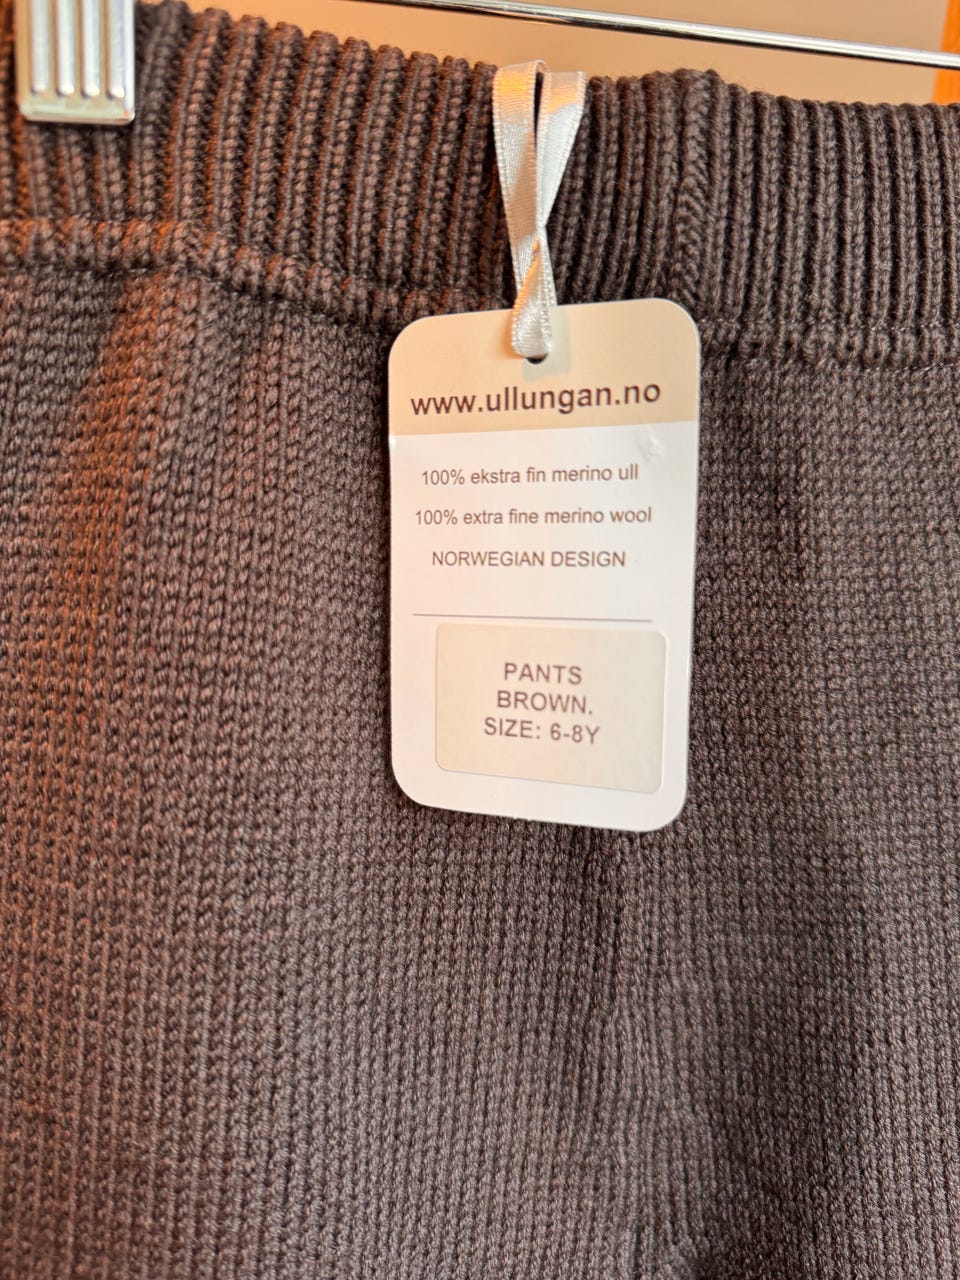 www.ullungan.no
100% ekstra fin merino ull
100% extra fine merino wool
NORWEGIAN DESIGN
PANTS
BROWN.
SIZE: 6-8Y